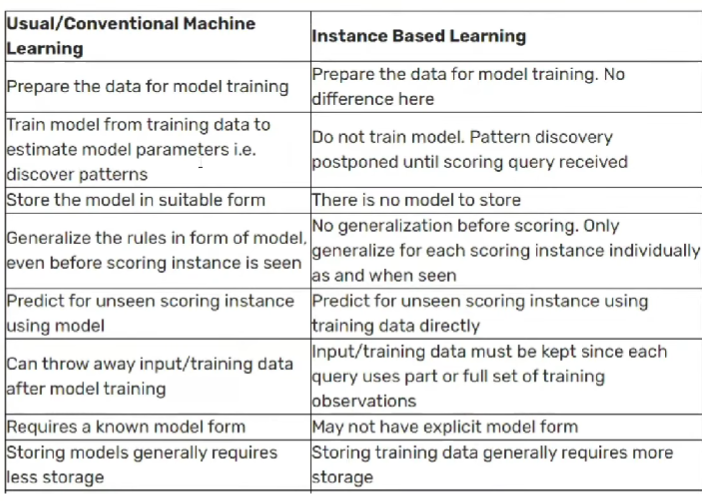 Usual/Conventional Machine
Learning
Instance Based Learning
Prepare the data for model training
Prepare the data for model training. No
difference here
Train model from training data to
estimate model parameters i.e.
discover patterns
Do not train model. Pattern discovery
postponed until scoring query received
Store the model in suitable form
There is no model to store
Generalize the rules in form of model,
even before scoring instance is seen
No generalization before scoring. Only
generalize for each scoring instance individually
as and when seen
Predict for unseen scoring instance
using model
Predict for unseen scoring instance using
training data directly
Can throw away input/training data
after model training
Input/training data must be kept since each
query uses part or full set of training
observations
Requires a known model form
May not have explicit model form
Storing models generally requires
less storage
Storing training data generally requires more
storage